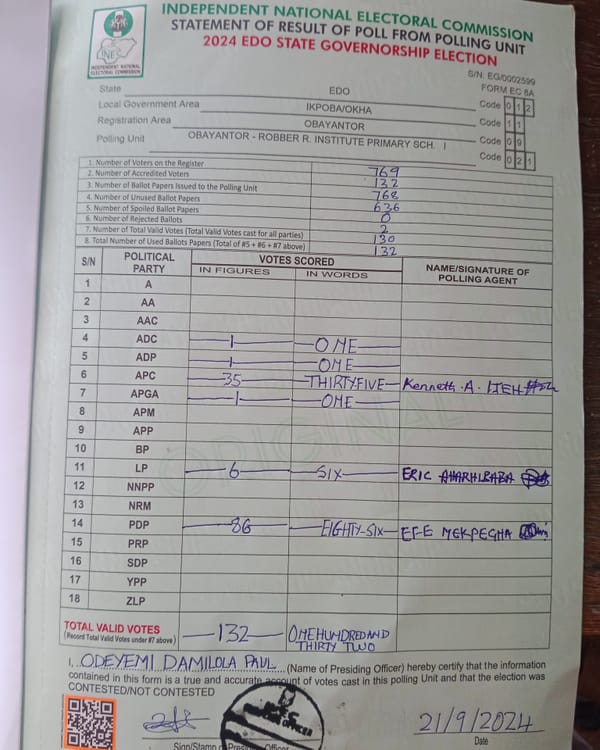 INDEPENDENT NATIONAL ELECTORAL COMMISSION
STATEMENT OF RESULT OF POLL FROM POLLING UNIT
2024 EDO STATE GOVERNORSHIP ELECTION
INEC
INDEPENDENT NATIONAL
ELECTORAL COMMISSION
S/N: EG/0002599
FORM EC 8A
State EDO Code 0 1 2
Local Government Area IKPOBA/OKHA Code 1 1
Registration Area OBAYANTOR Code 0 9
Polling Unit OBAYANTOR - ROBBER R. INSTITUTE PRIMARY SCH. I Code 0 2 1
1. Number of Voters on the Register 769
2. Number of Accredited Voters 132
3. Number of Ballot Papers Issued to the Polling Unit 768
4. Number of Unused Ballot Papers 636
5. Number of Spoiled Ballot Papers 0
6. Number of Rejected Ballots 2
7. Number of Total Valid Votes (Total Valid Votes cast for all parties) 130
8. Total Number of Used Ballots Papers (Total of #5 + #6 + #7 above) 132
S/N POLITICAL PARTY VOTES SCORED NAME/SIGNATURE OF POLLING AGENT
IN FIGURES IN WORDS
1 A
2 AA
3 AAC
4 ADC 1 ONE
5 ADP 1 ONE
6 APC 35 THIRTYFIVE Kenneth . A . ITEH
7 APGA 1 ONE
8 APM
9 APP
10 BP
11 LP 6 SIX ERIC AHARHIBABA
12 NNPP
13 NRM
14 PDP 86 EIGHTY-SIX EFE MEKPEGHA
15 PRP
16 SDP
17 YPP
18 ZLP
ORIGINAL
TOTAL VALID VOTES 132 ONE HUNDRED AND
(Record Total Valid Votes under #7 above) THIRTY TWO
I, ODEYEMI DAMILOLA PAUL (Name of Presiding Officer) hereby certify that the information
contained in this form is a true and accurate account of votes cast in this polling Unit and that the election was
CONTESTED/NOT CONTESTED
21/9/2024
Sign/Stamp of Presiding Officer Date